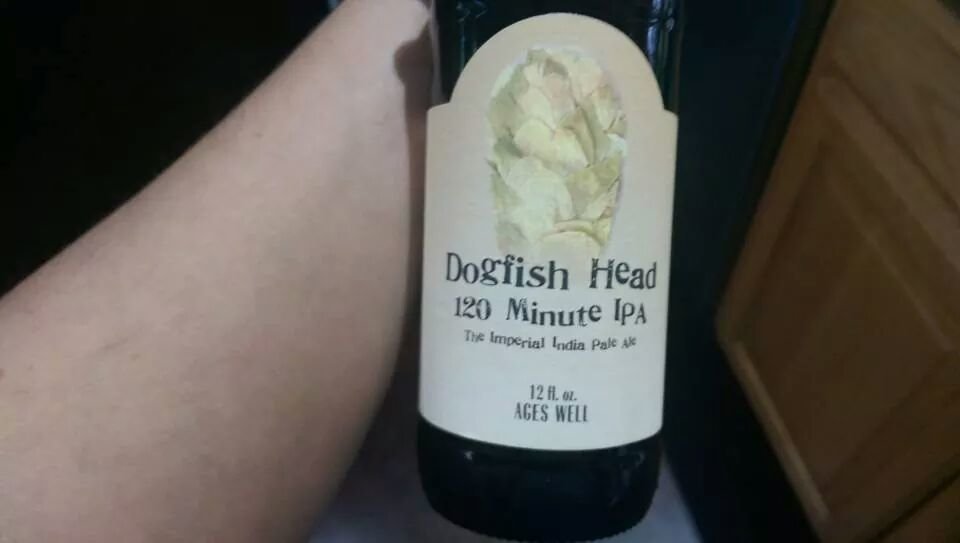 Dogfish Head
120 Minute IPA
The Imperial India Pale Ale
12 fl. oz.
AGES WELL